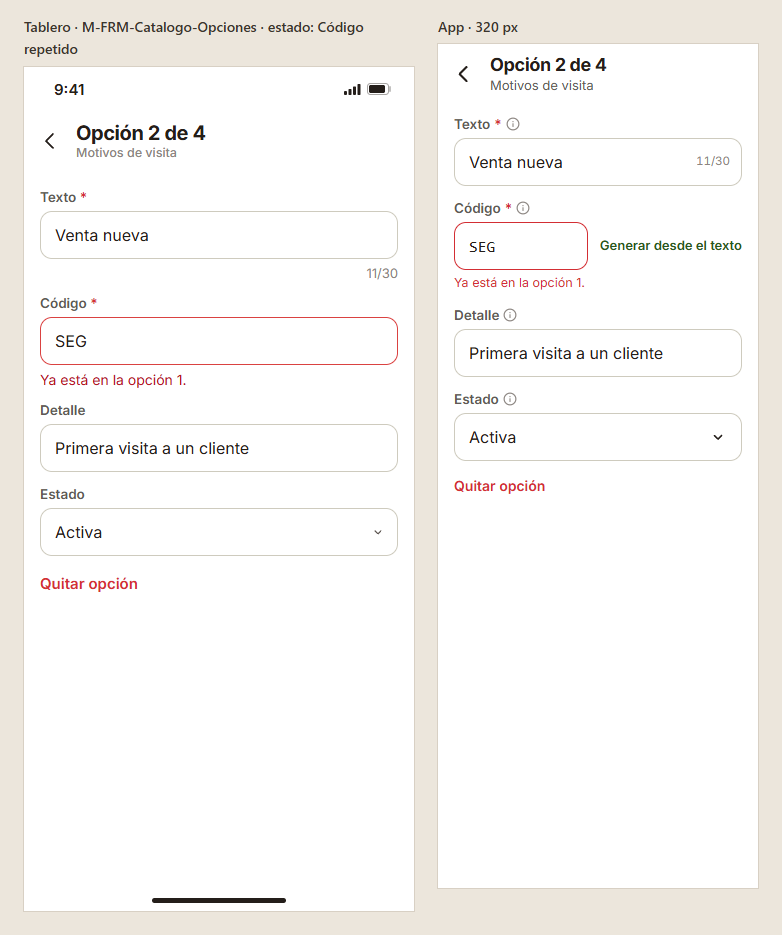 Tablero · M-FRM-Catalogo-Opciones · estado: Código
repetido
9:41
Opción 2 de 4
Motivos de visita
Texto *
Venta nueva
11/30
Código *
SEG
Ya está en la opción 1.
Detalle
Primera visita a un cliente
Estado
Activa
Quitar opción
App · 320 px
Opción 2 de 4
Motivos de visita
Texto *
Venta nueva
11/30
Código *
SEG
Generar desde el texto
Ya está en la opción 1.
Detalle
Primera visita a un cliente
Estado
Activa
Quitar opción